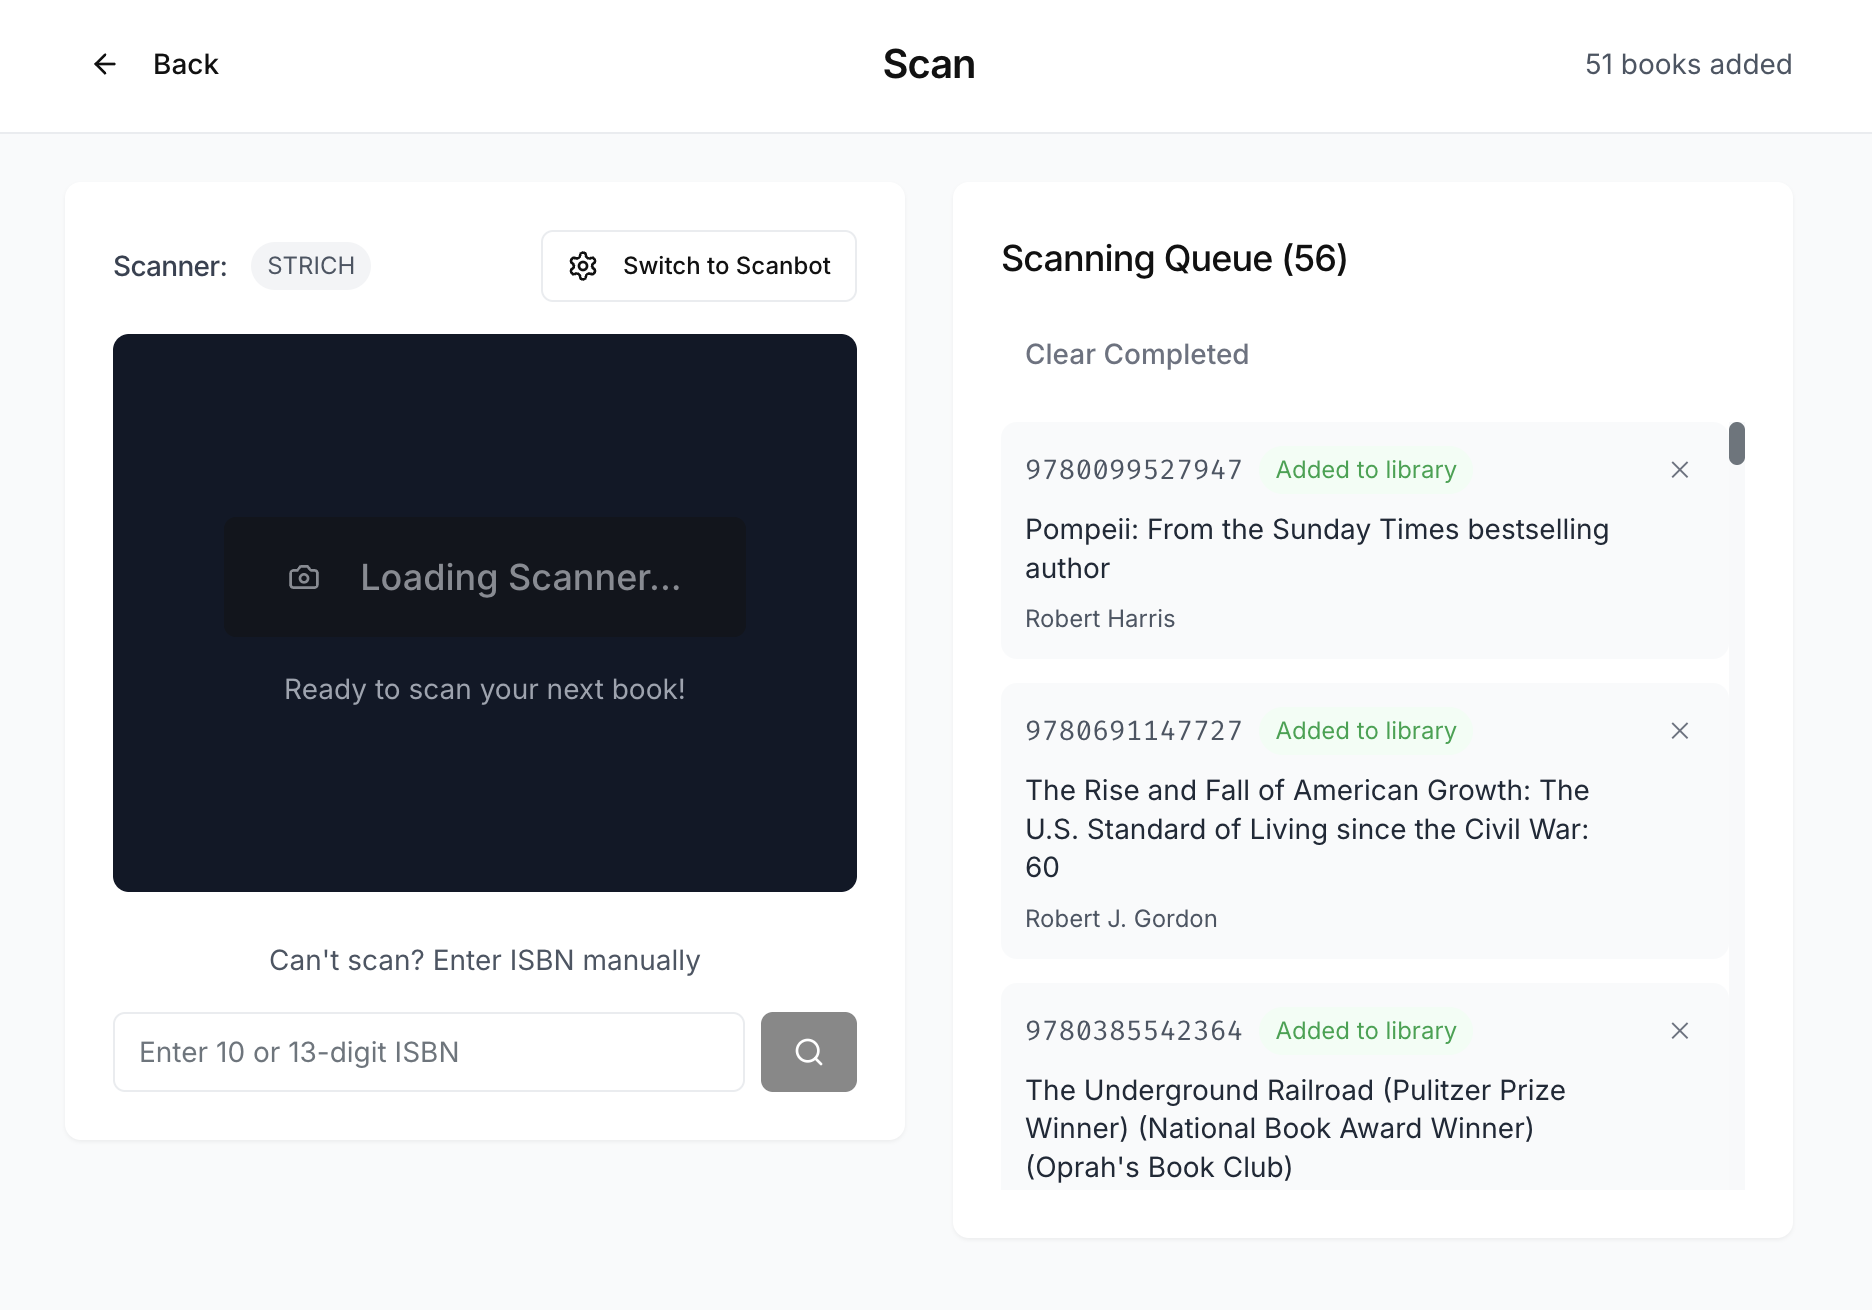 Back
Scan
51 books added
Scanner:
STRICH
Switch to Scanbot
Loading Scanner...
Ready to scan your next book!
Can't scan? Enter ISBN manually
Enter 10 or 13-digit ISBN
Scanning Queue (56)
Clear Completed
9780099527947 Added to library
Pompeii: From the Sunday Times bestselling
author
Robert Harris
9780691147727 Added to library
The Rise and Fall of American Growth: The
U.S. Standard of Living since the Civil War:
60
Robert J. Gordon
9780385542364 Added to library
The Underground Railroad (Pulitzer Prize
Winner) (National Book Award Winner)
(Oprah's Book Club)